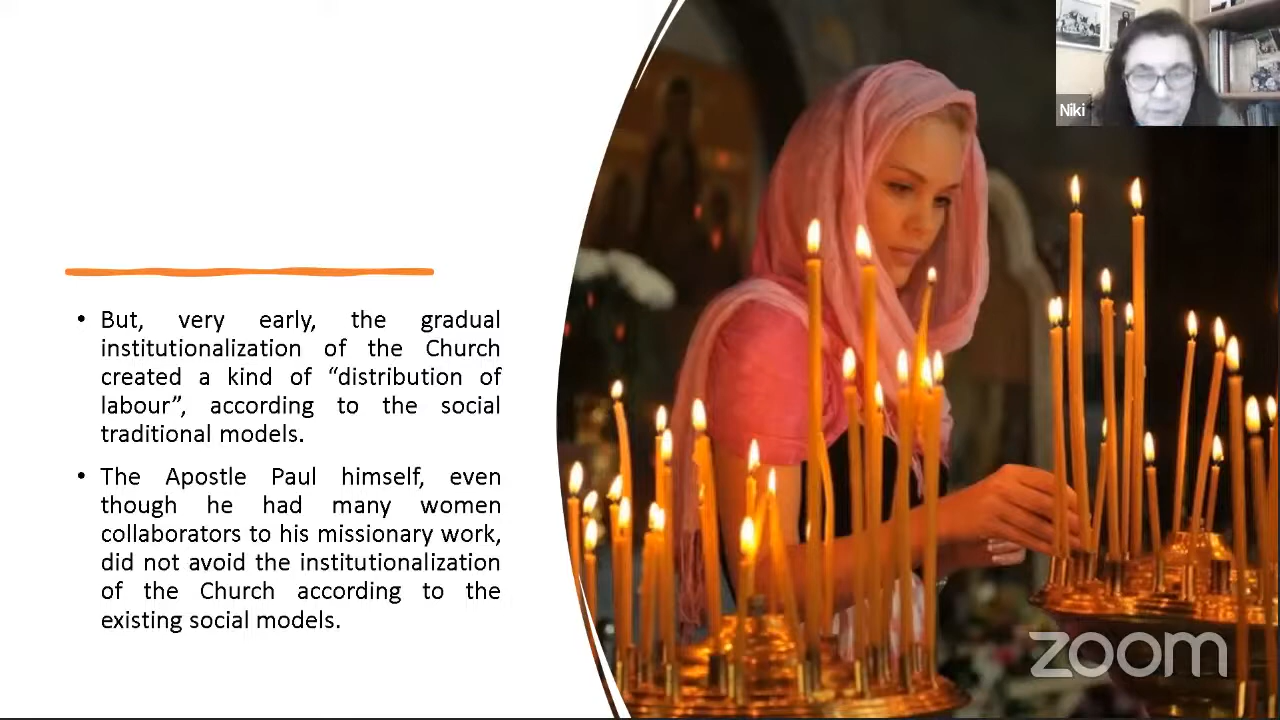 Niki
• But, very early, the gradual
institutionalization of the Church
created a kind of “distribution of
labour”, according to the social
traditional models.
• The Apostle Paul himself, even
though he had many women
collaborators to his missionary work,
did not avoid the institutionalization
of the Church according to the
existing social models.
zoom